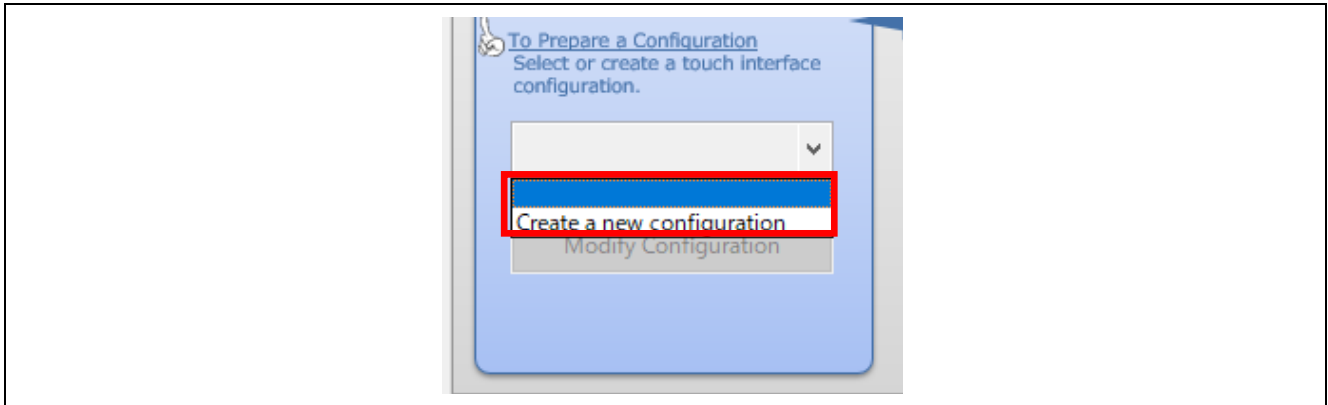 To Prepare a Configuration
Select or create a touch interface
configuration.
Create a new configuration
Modify Configuration